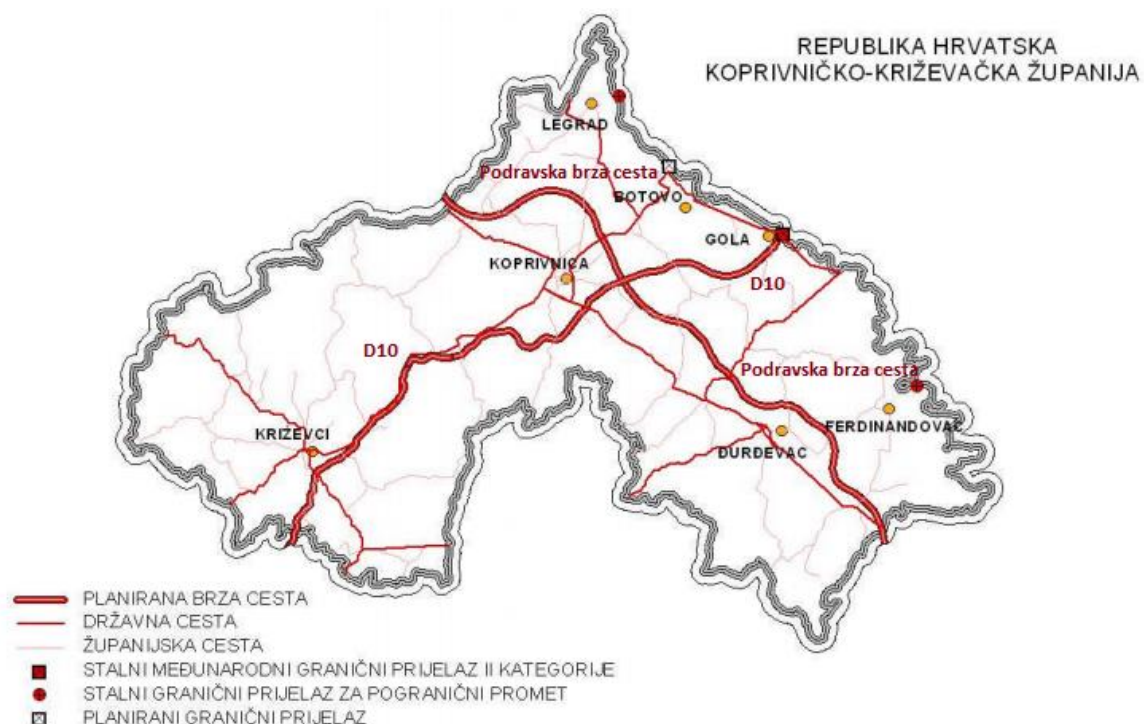 REPUBLIKA HRVATSKA
KOPRIVNIČKO-KRIŽEVAČKA ŽUPANIJA
LEGRAD
Podravska brza cesta
BOTOVO
GOLA
KOPRIVNICA
D10
D10
Podravska brza cesta
FERDINANDOVAC
KRIŽEVCI
ĐURĐEVAC
PLANIRANA BRZA CESTA
DRŽAVNA CESTA
ŽUPANIJSKA CESTA
STALNI MEĐUNARODNI GRANIČNI PRIJELAZ II KATEGORIJE
STALNI GRANIČNI PRIJELAZ ZA POGRANIČNI PROMET
PLANIRANI GRANIČNI PRIJELAZ